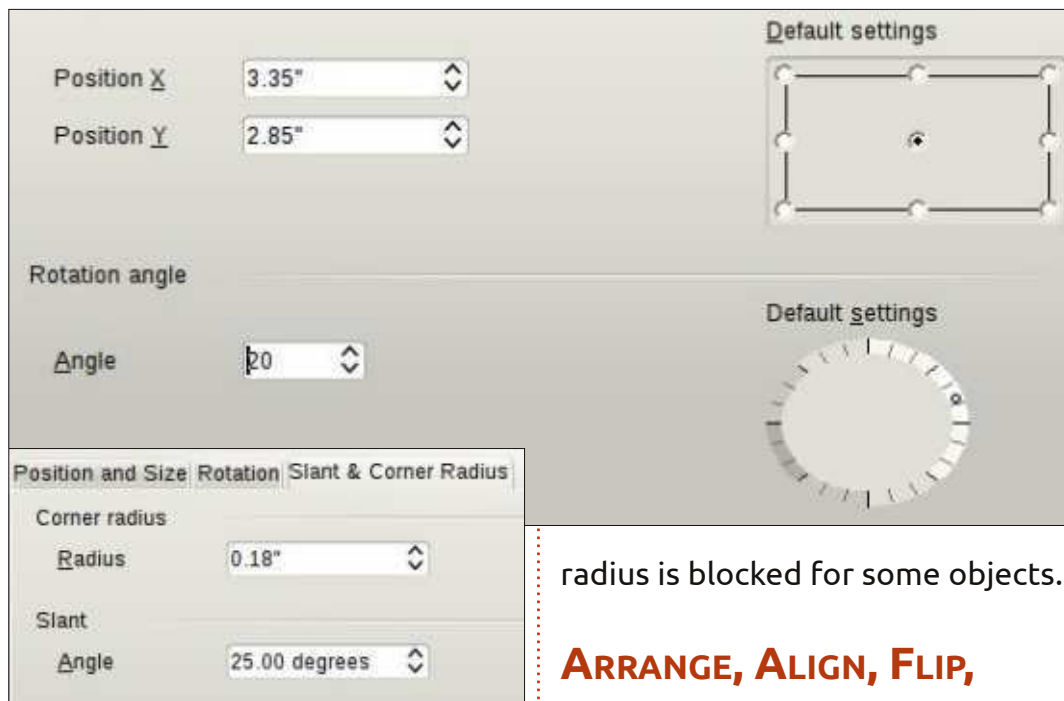 Default settings
Position X 3.35"
Position Y 2.85"
Rotation angle
Default settings
Angle 20
Position and Size Rotation Slant & Corner Radius
Corner radius
Radius 0.18"
Slant
Angle 25.00 degrees
radius is blocked for some objects.
ARRANGE, ALIGN, FLIP,